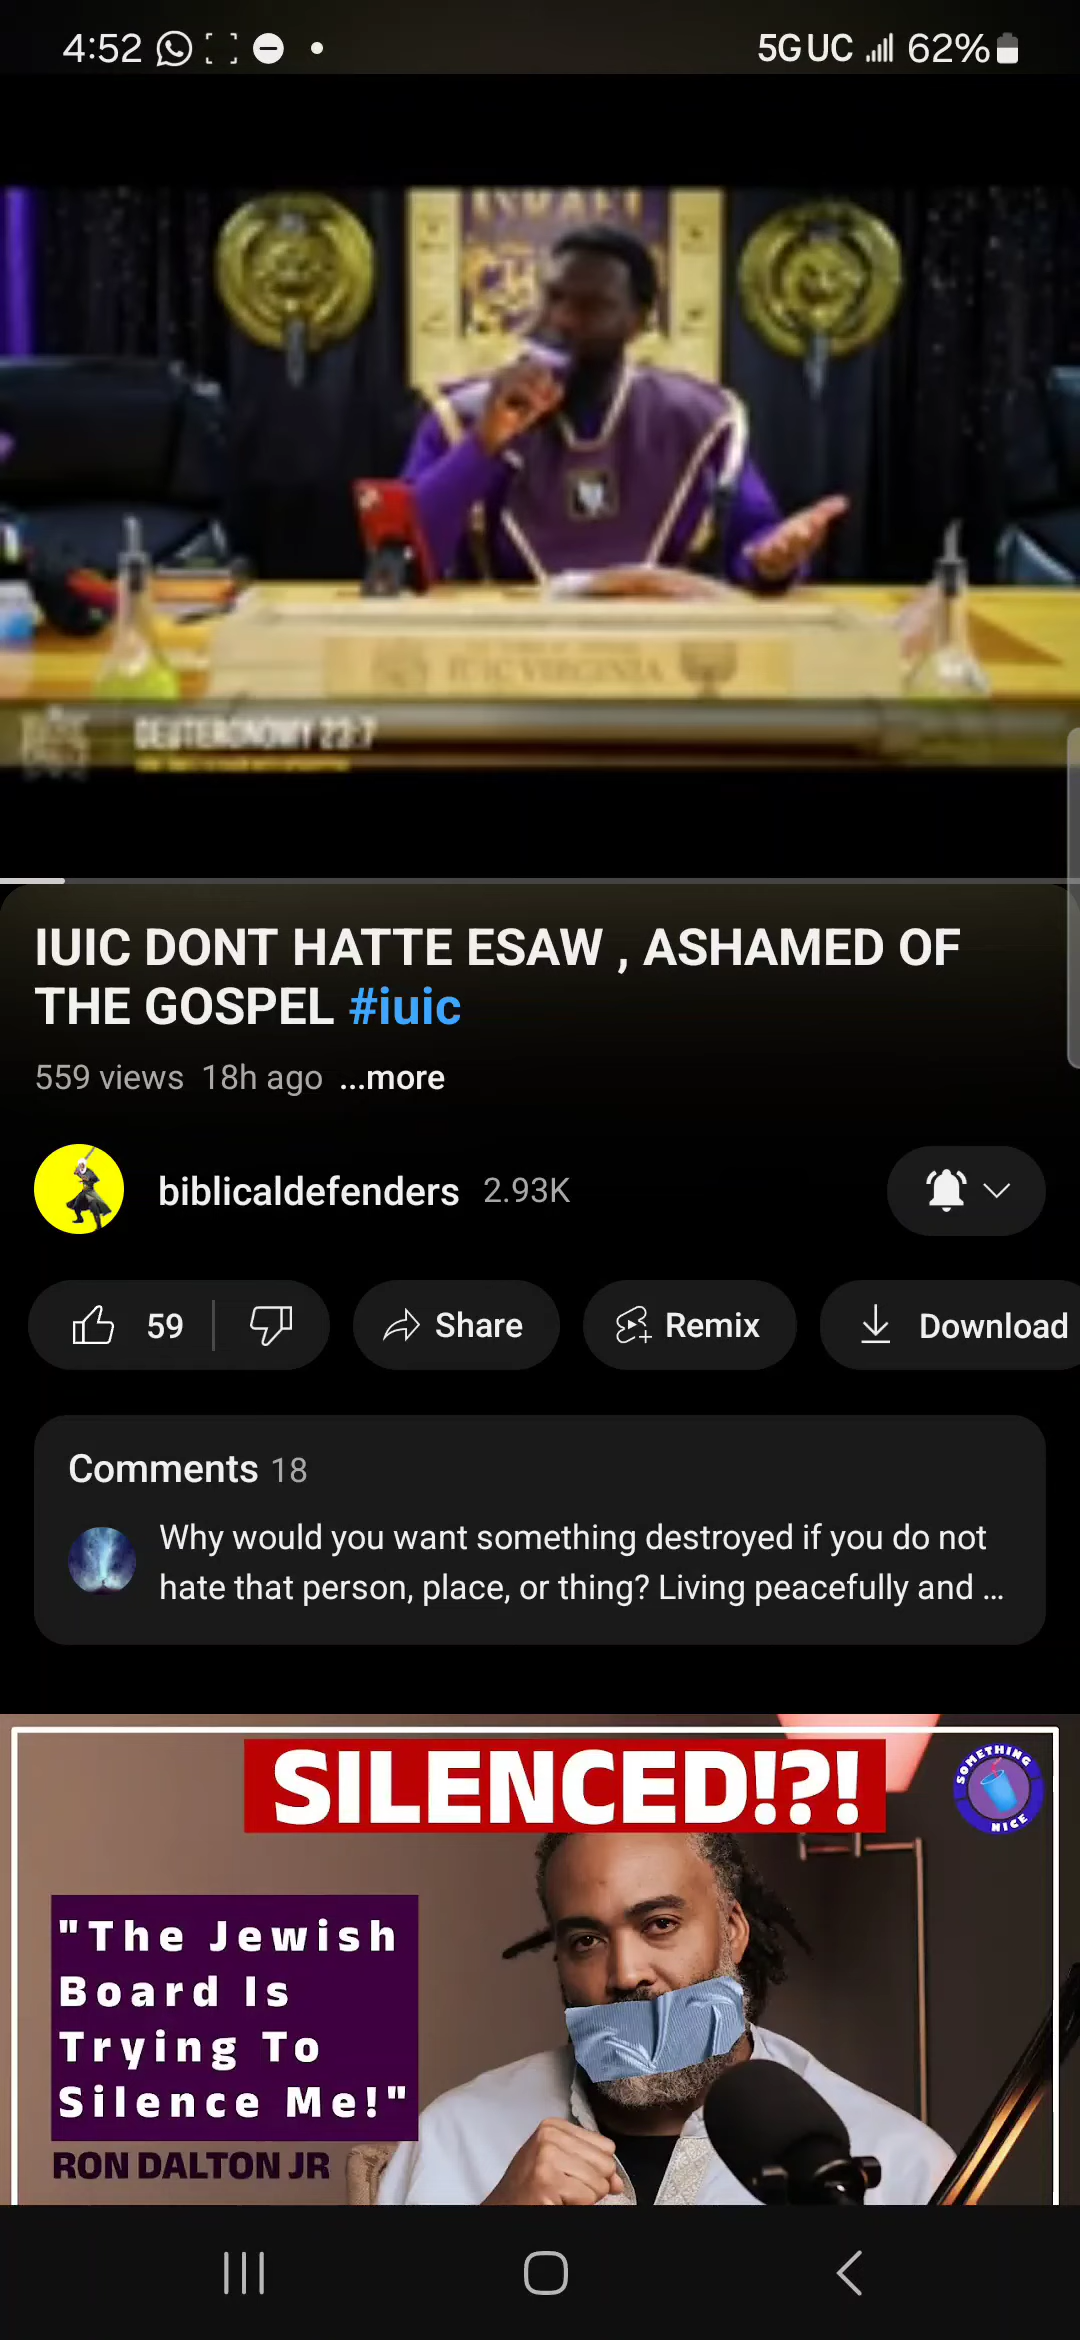 4:52
5G UC 62%
ISRAEL
IUIC VIRGINIA
DEUTERONOMY 23:7
IUIC DONT HATTE ESAW , ASHAMED OF
THE GOSPEL #iuic
559 views 18h ago ...more
biblicaldefenders 2.93K
59
Share
Remix
Download
Comments 18
Why would you want something destroyed if you do not
hate that person, place, or thing? Living peacefully and ...
SILENCED!?!
SOMETHING
NICE
"The Jewish
Board Is
Trying To
Silence Me!"
RON DALTON JR